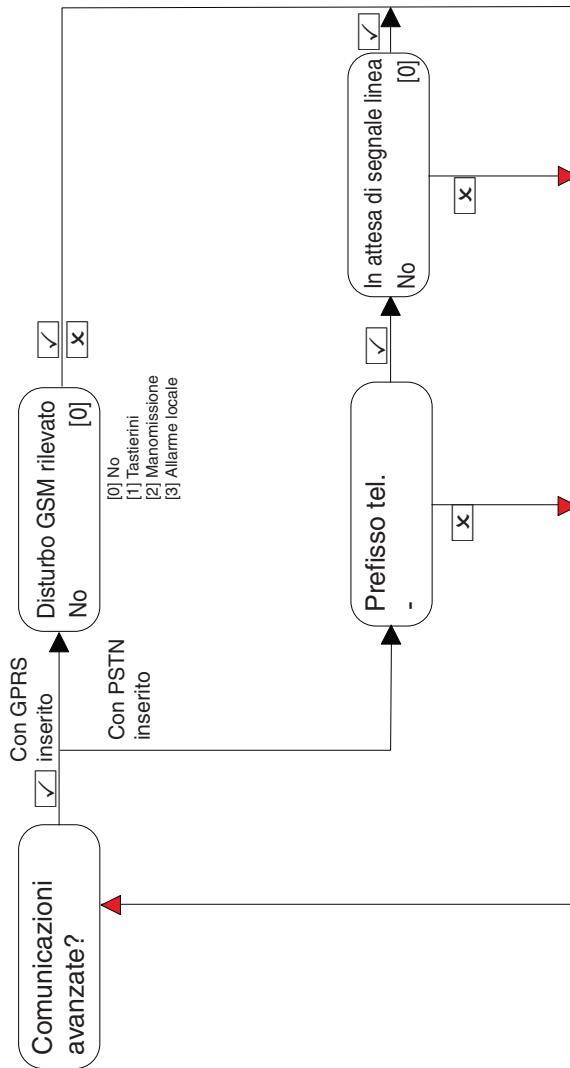 Comunicazioni
avanzate?
✓
Con GPRS
inserito
Con PSTN
inserito
Disturbo GSM rilevato
No [0]
[0] No
[1] Tastierini
[2] Manomissione
[3] Allarme locale
✓
✗
Prefisso tel.
-
✓
✗
In attesa di segnale linea
No [0]
✓
✗